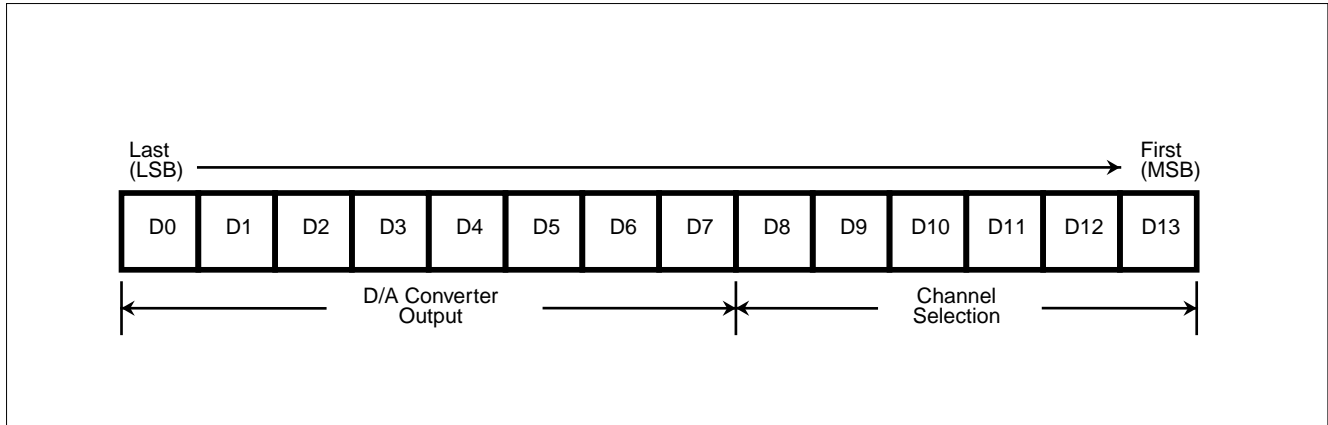 Last
(LSB)
First
(MSB)
D0 D1 D2 D3 D4 D5 D6 D7 D8 D9 D10 D11 D12 D13
D/A Converter
Output
Channel
Selection